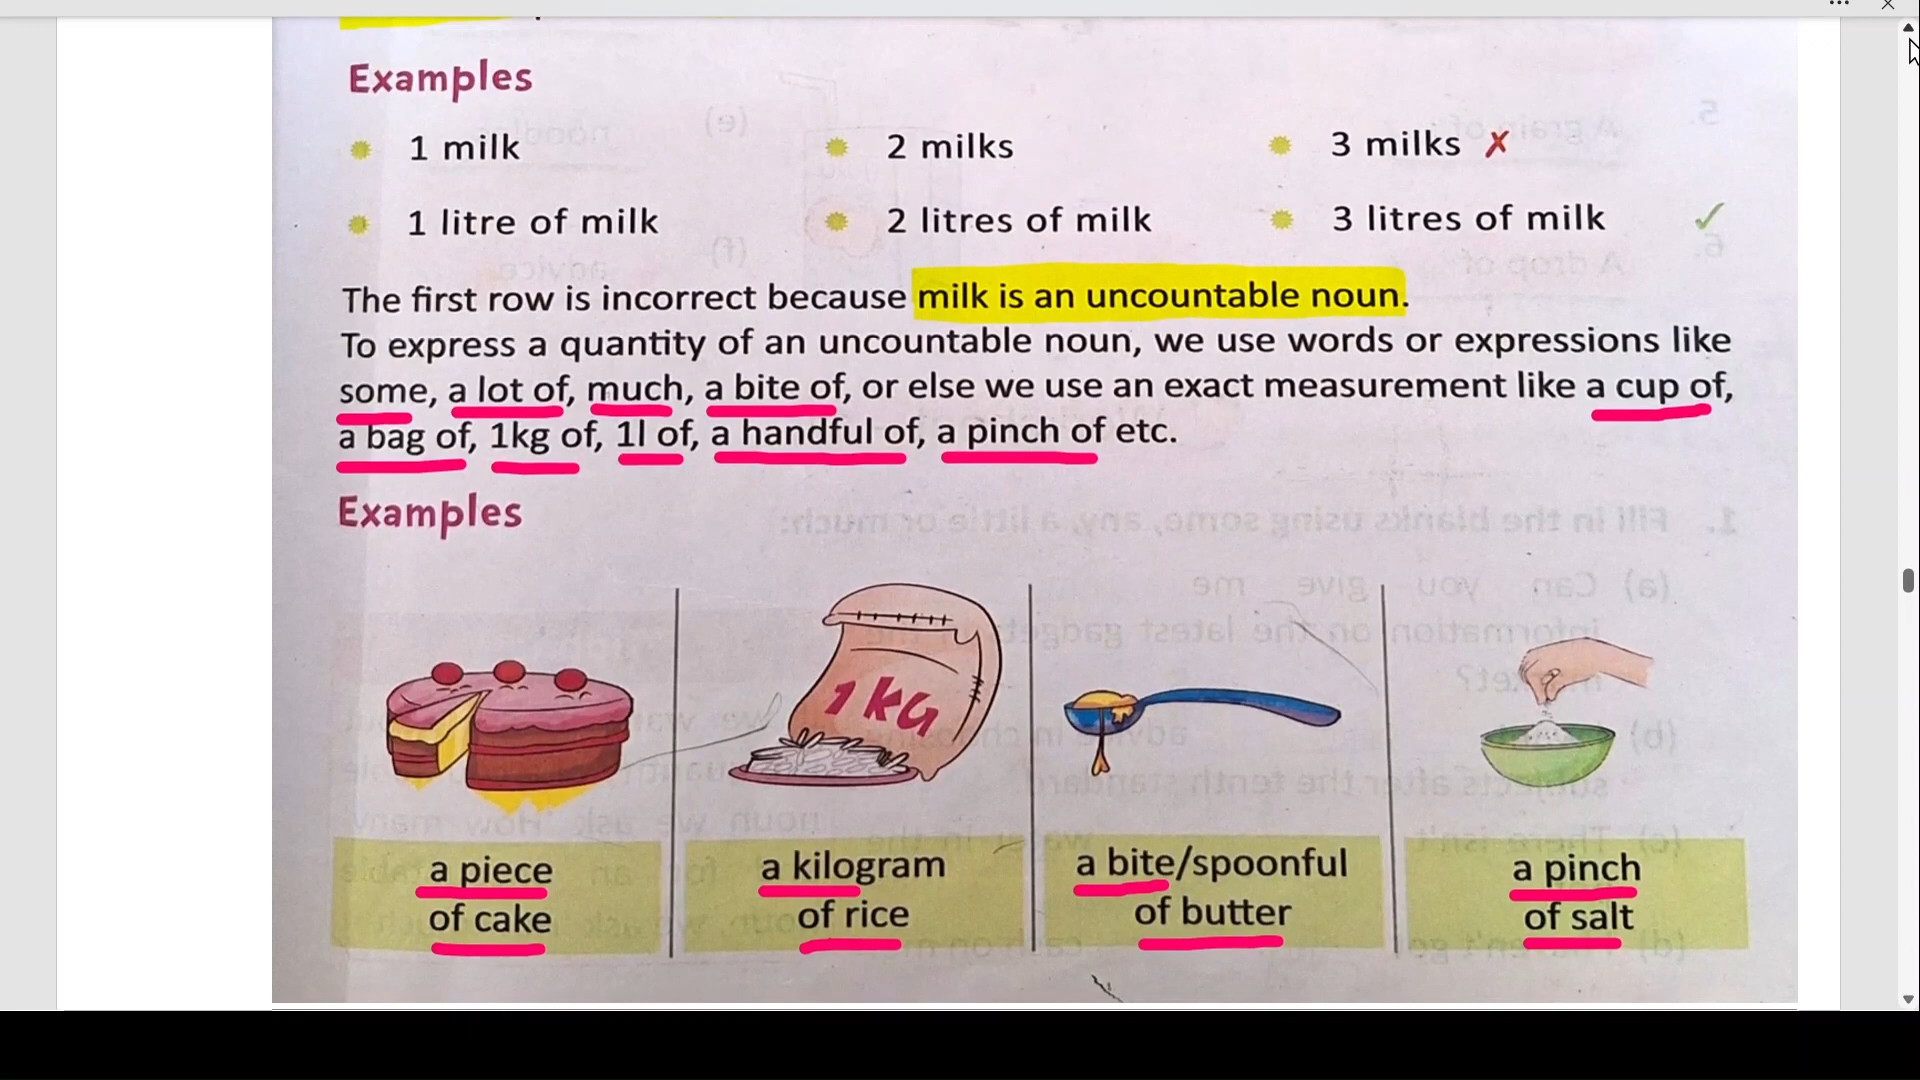 Examples
1 milk 2 milks 3 milks ✗
1 litre of milk 2 litres of milk 3 litres of milk ✓
The first row is incorrect because milk is an uncountable noun.
To express a quantity of an uncountable noun, we use words or expressions like
some, a lot of, much, a bite of, or else we use an exact measurement like a cup of,
a bag of, 1kg of, 1l of, a handful of, a pinch of etc.
Examples
1 kG
a piece
of cake
a kilogram
of rice
a bite/spoonful
of butter
a pinch
of salt